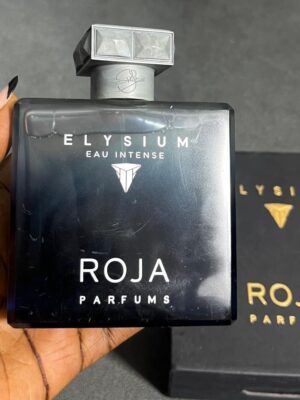 ELYSIUM
EAU INTENSE
ROJA
PARFUMS
LYSIU
ROJ
PARF